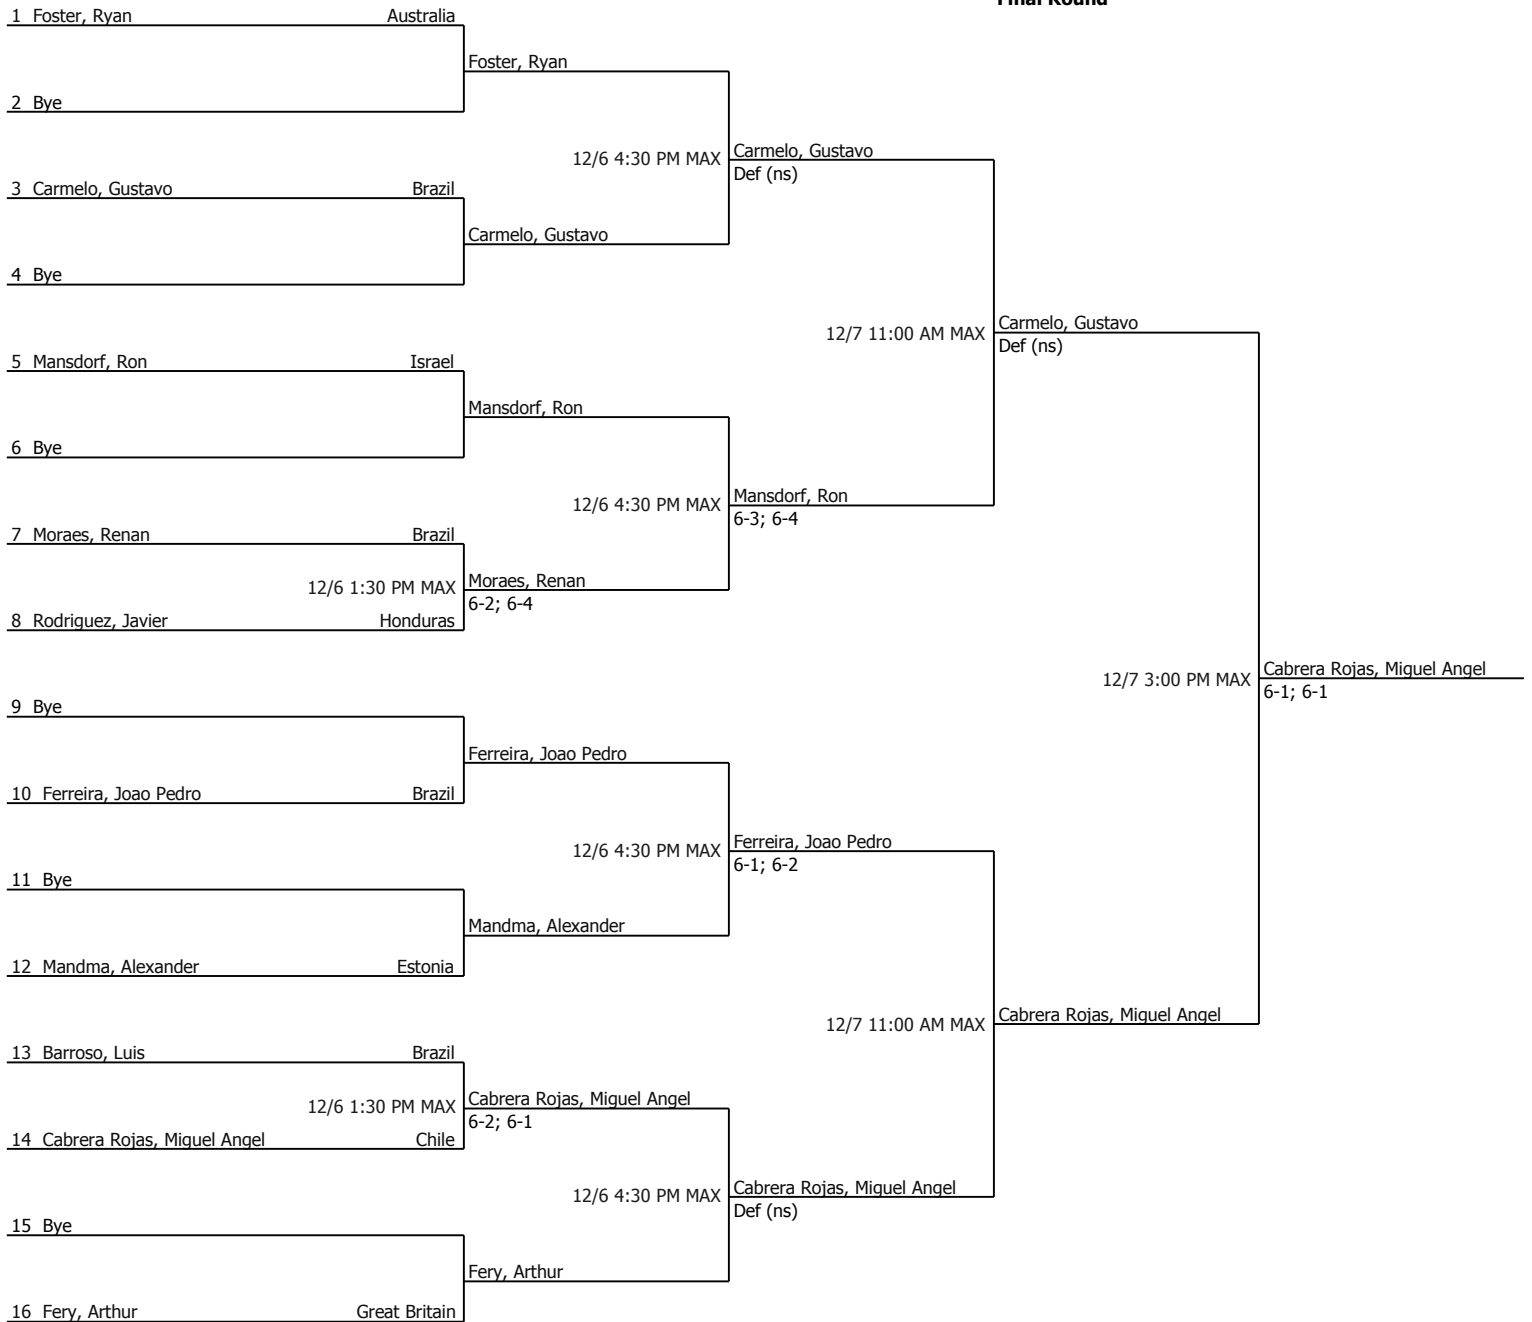 Final Round
1 Foster, Ryan Australia
Foster, Ryan
2 Bye
12/6 4:30 PM MAX
Carmelo, Gustavo
Def (ns)
3 Carmelo, Gustavo Brazil
Carmelo, Gustavo
4 Bye
12/7 11:00 AM MAX
Carmelo, Gustavo
Def (ns)
5 Mansdorf, Ron Israel
Mansdorf, Ron
6 Bye
12/6 4:30 PM MAX
Mansdorf, Ron
6-3; 6-4
7 Moraes, Renan Brazil
12/6 1:30 PM MAX
Moraes, Renan
6-2; 6-4
8 Rodriguez, Javier Honduras
12/7 3:00 PM MAX
Cabrera Rojas, Miguel Angel
6-1; 6-1
9 Bye
Ferreira, Joao Pedro
10 Ferreira, Joao Pedro Brazil
12/6 4:30 PM MAX
Ferreira, Joao Pedro
6-1; 6-2
11 Bye
Mandma, Alexander
12 Mandma, Alexander Estonia
12/7 11:00 AM MAX
Cabrera Rojas, Miguel Angel
13 Barroso, Luis Brazil
12/6 1:30 PM MAX
Cabrera Rojas, Miguel Angel
6-2; 6-1
14 Cabrera Rojas, Miguel Angel Chile
12/6 4:30 PM MAX
Cabrera Rojas, Miguel Angel
Def (ns)
15 Bye
Fery, Arthur
16 Fery, Arthur Great Britain